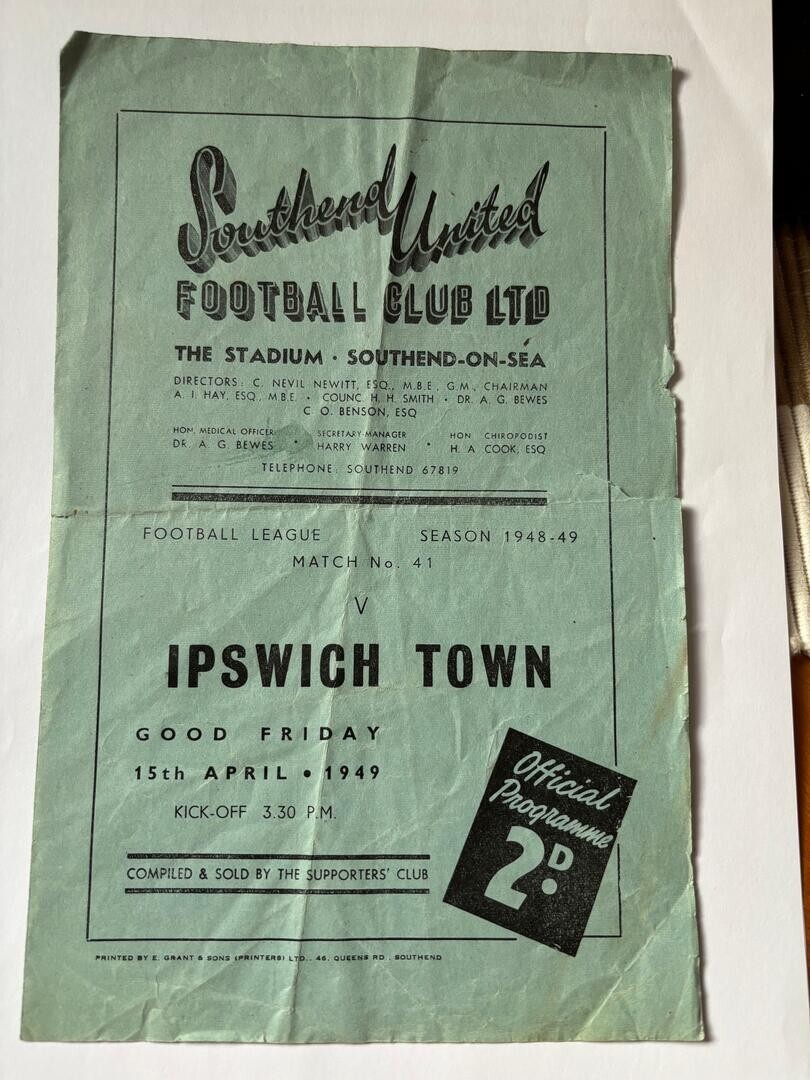 Southend United
FOOTBALL CLUB LTD
THE STADIUM • SOUTHEND-ON-SEA
DIRECTORS: C. NEVIL NEWITT, ESQ., M.B.E., G.M., CHAIRMAN
A. I. HAY, ESQ., M.B.E. • COUNC. H. H. SMITH • DR. A. G. BEWES
C. O. BENSON, ESQ
HON. MEDICAL OFFICER SECRETARY-MANAGER HON CHIROPODIST
DR. A. G. BEWES • HARRY WARREN • H. A COOK, ESQ
TELEPHONE: SOUTHEND 67819
FOOTBALL LEAGUE SEASON 1948-49
MATCH No. 41
V
IPSWICH TOWN
GOOD FRIDAY
15th APRIL • 1949
KICK-OFF 3.30 P.M.
Official
Programme
2D.
COMPILED & SOLD BY THE SUPPORTERS' CLUB
PRINTED BY E. GRANT & SONS (PRINTERS) LTD., 46, QUEENS RD., SOUTHEND